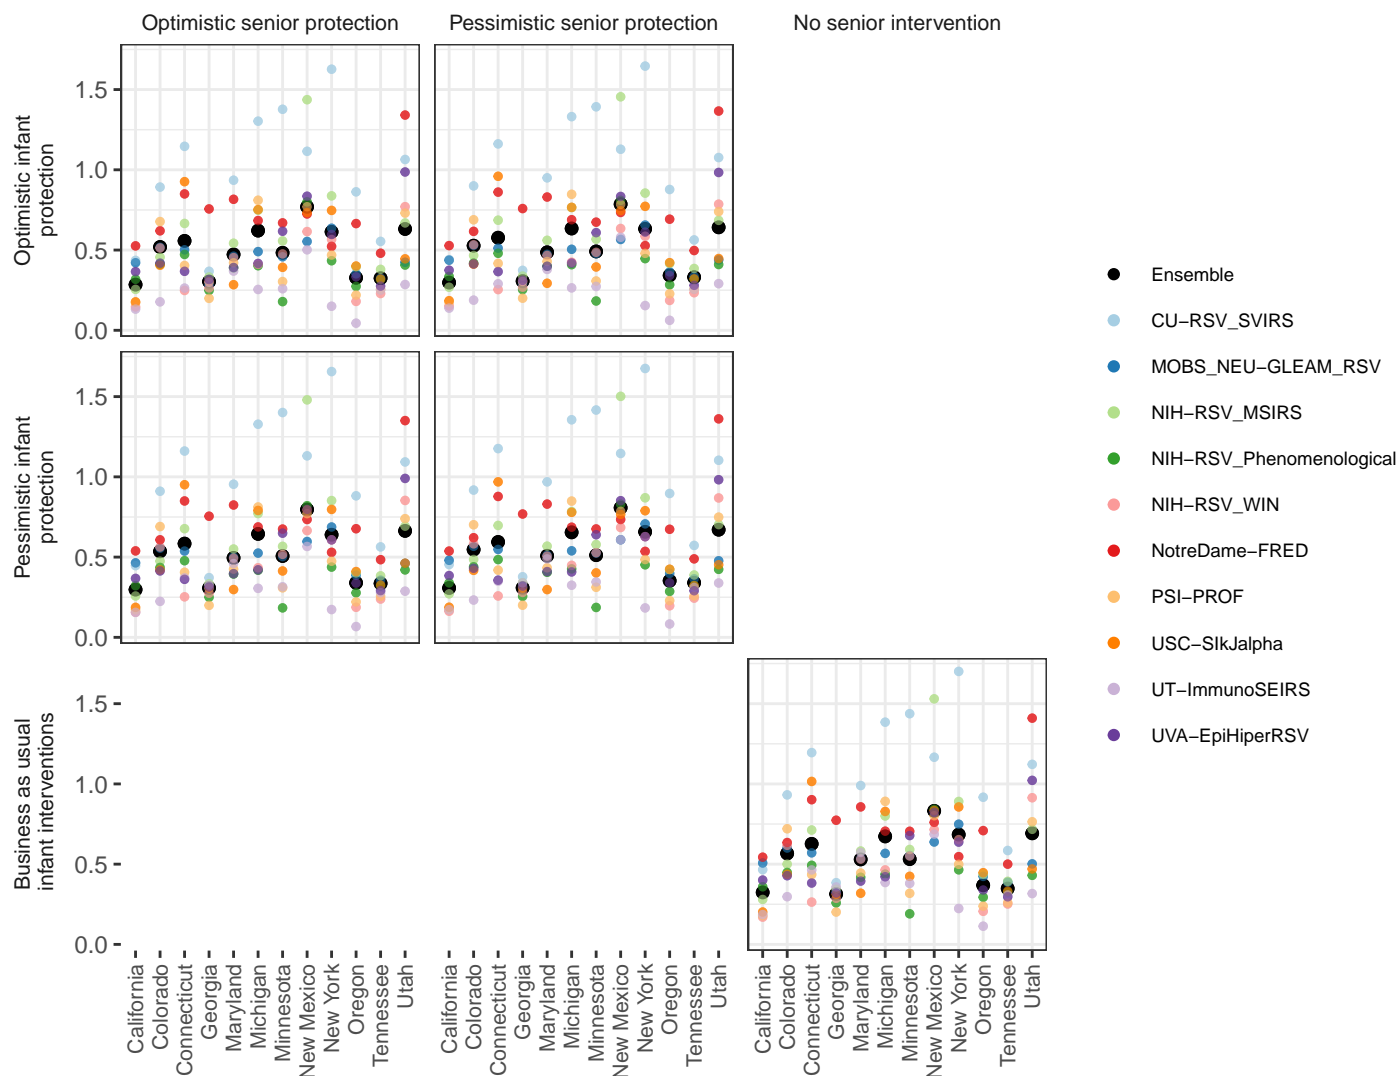 Optimistic senior protection
Pessimistic senior protection
No senior intervention
Optimistic infant
protection
1.5
1.0
0.5
0.0
Pessimistic infant
protection
1.5
1.0
0.5
0.0
Business as usual
infant interventions
1.5
1.0
0.5
0.0
California
Colorado
Connecticut
Georgia
Maryland
Michigan
Minnesota
New Mexico
New York
Oregon
Tennessee
Utah
California
Colorado
Connecticut
Georgia
Maryland
Michigan
Minnesota
New Mexico
New York
Oregon
Tennessee
Utah
California
Colorado
Connecticut
Georgia
Maryland
Michigan
Minnesota
New Mexico
New York
Oregon
Tennessee
Utah
Ensemble
CU−RSV_SVIRS
MOBS_NEU−GLEAM_RSV
NIH−RSV_MSIRS
NIH−RSV_Phenomenological
NIH−RSV_WIN
NotreDame−FRED
PSI−PROF
USC−SIkJalpha
UT−ImmunoSEIRS
UVA−EpiHiperRSV